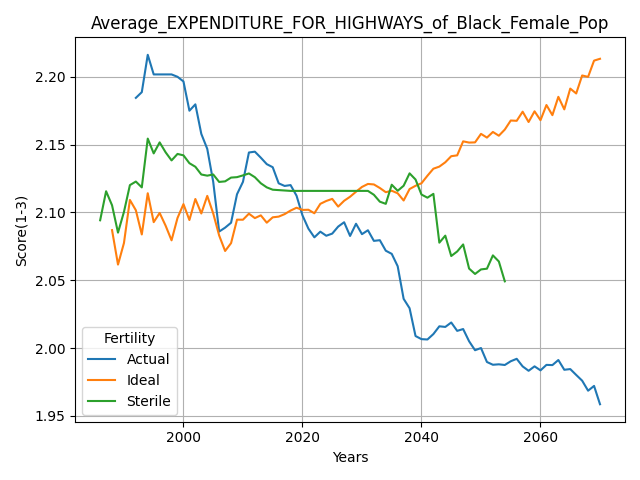 Average_EXPENDITURE_FOR_HIGHWAYS_of_Black_Female_Pop
Score(1-3)
2.20
2.15
2.10
2.05
2.00
1.95
Fertility
Actual
Ideal
Sterile
2000
2020
2040
2060
Years